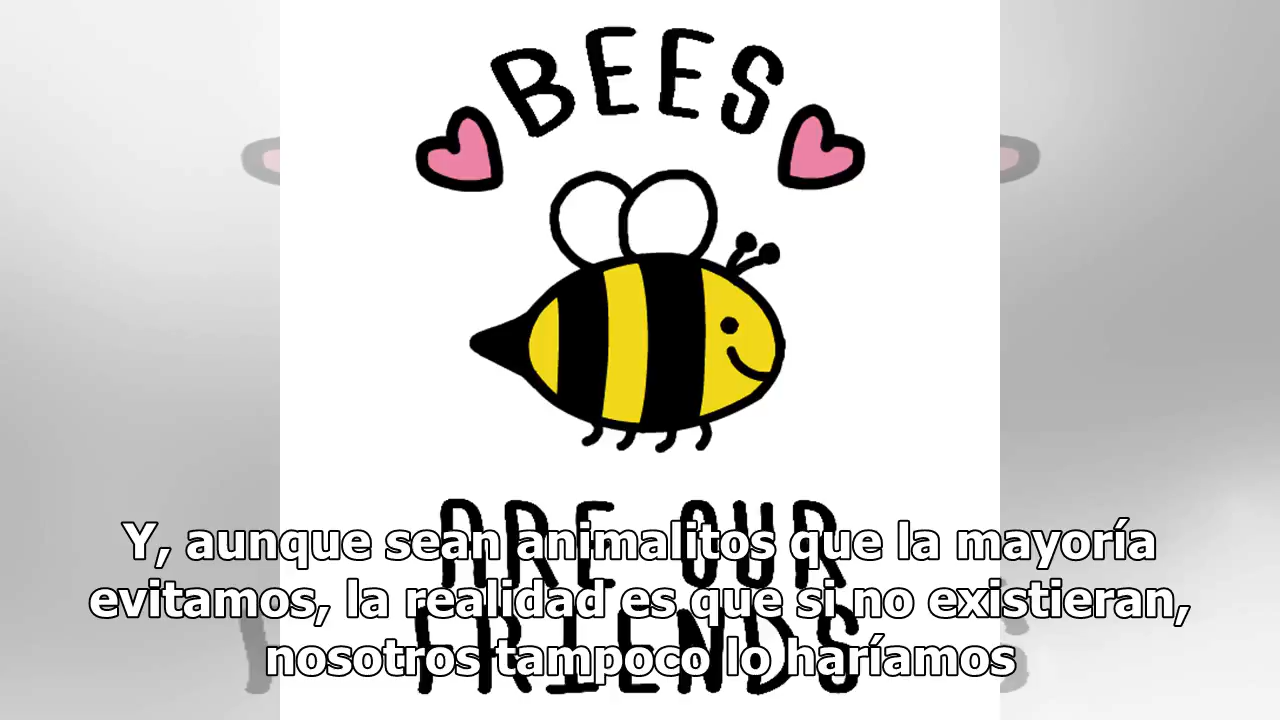 BEES
ARE OUR
FRIENDS
Y, aunque sean animalitos que la mayoría
evitamos, la realidad es que si no existieran,
nosotros tampoco lo haríamos